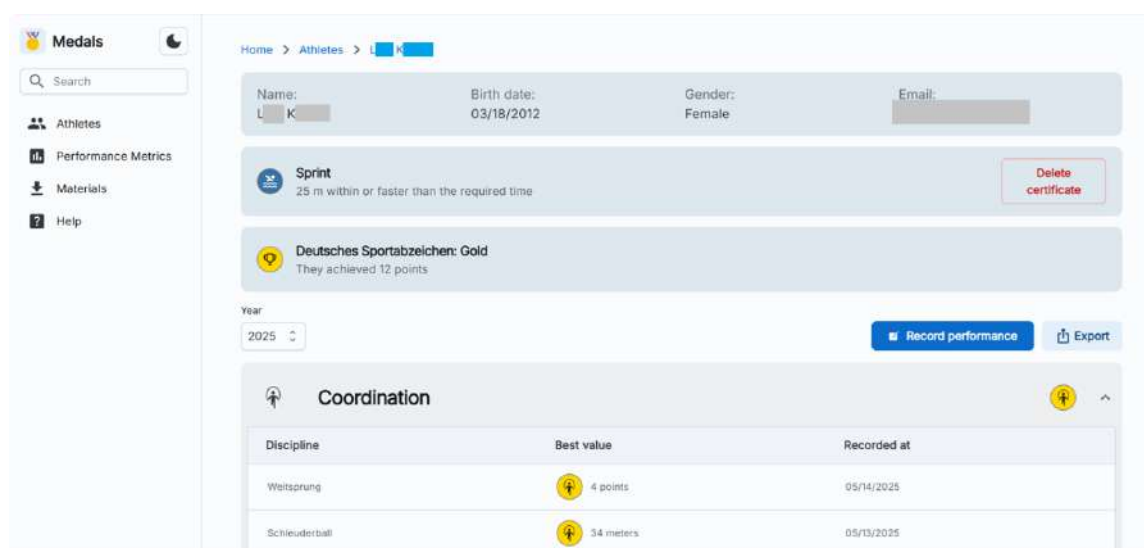 Medals
Search
Athletes
Performance Metrics
Materials
Help
Home > Athletes > L K
Name:
L K
Birth date:
03/18/2012
Gender:
Female
Email:
Sprint
25 m within or faster than the required time
Delete
certificate
Deutsches Sportabzeichen: Gold
They achieved 12 points
Year
2025
Record performance
Export
Coordination
Discipline Best value Recorded at
Weitsprung 4 points 05/14/2025
Schleuderball 34 meters 05/13/2025